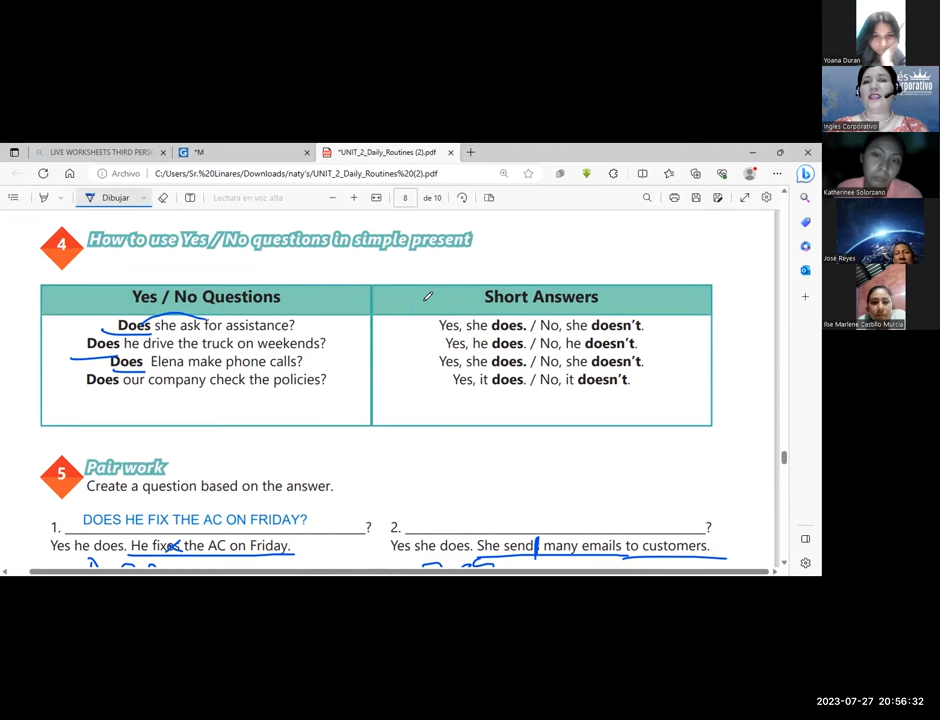 Yoana Duran
és
orporativo
Ingles Corporativo
Katherinee Solorzano
José Reyes
Ilse Marlene Castillo Murcia
LIVE WORKSHEETS THIRD PERS
*M
*UNIT_2_Daily_Routines (2).pdf
Archivo
C:/Users/Sr.%20Linares/Downloads/naty's/UNIT_2_Daily_Routines%20(2).pdf
Dibujar
Lectura en voz alta
8 de 10
4
How to use Yes / No questions in simple present
Yes / No Questions
Short Answers
Does she ask for assistance?
Yes, she does. / No, she doesn't.
Does he drive the truck on weekends?
Yes, he does. / No, he doesn't.
Does Elena make phone calls?
Yes, she does. / No, she doesn't.
Does our company check the policies?
Yes, it does. / No, it doesn't.
5
Pair work
Create a question based on the answer.
DOES HE FIX THE AC ON FRIDAY?
1. ?
2. ?
Yes he does. He fixes the AC on Friday.
Yes she does. She send many emails to customers.
2023-07-27 20:56:32